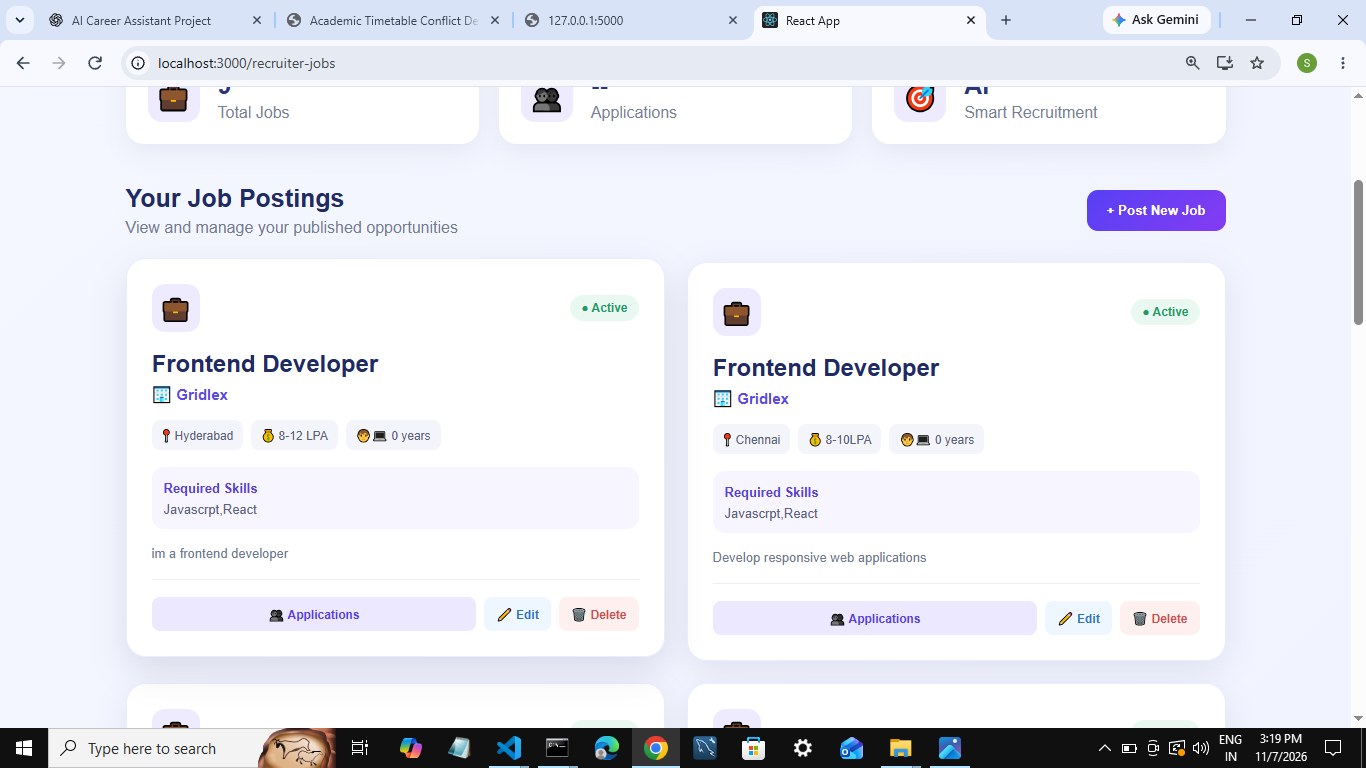 AI Career Assistant Project
Academic Timetable Conflict De
127.0.0.1:5000
React App
Ask Gemini
localhost:3000/recruiter-jobs
S
Total Jobs
Applications
AI
Smart Recruitment
Your Job Postings
View and manage your published opportunities
+ Post New Job
● Active
Frontend Developer
Gridlex
Hyderabad
8-12 LPA
0 years
Required Skills
Javascrpt,React
im a frontend developer
Applications
Edit
Delete
● Active
Frontend Developer
Gridlex
Chennai
8-10LPA
0 years
Required Skills
Javascrpt,React
Develop responsive web applications
Applications
Edit
Delete
Type here to search
ENG
IN
3:19 PM
11/7/2026